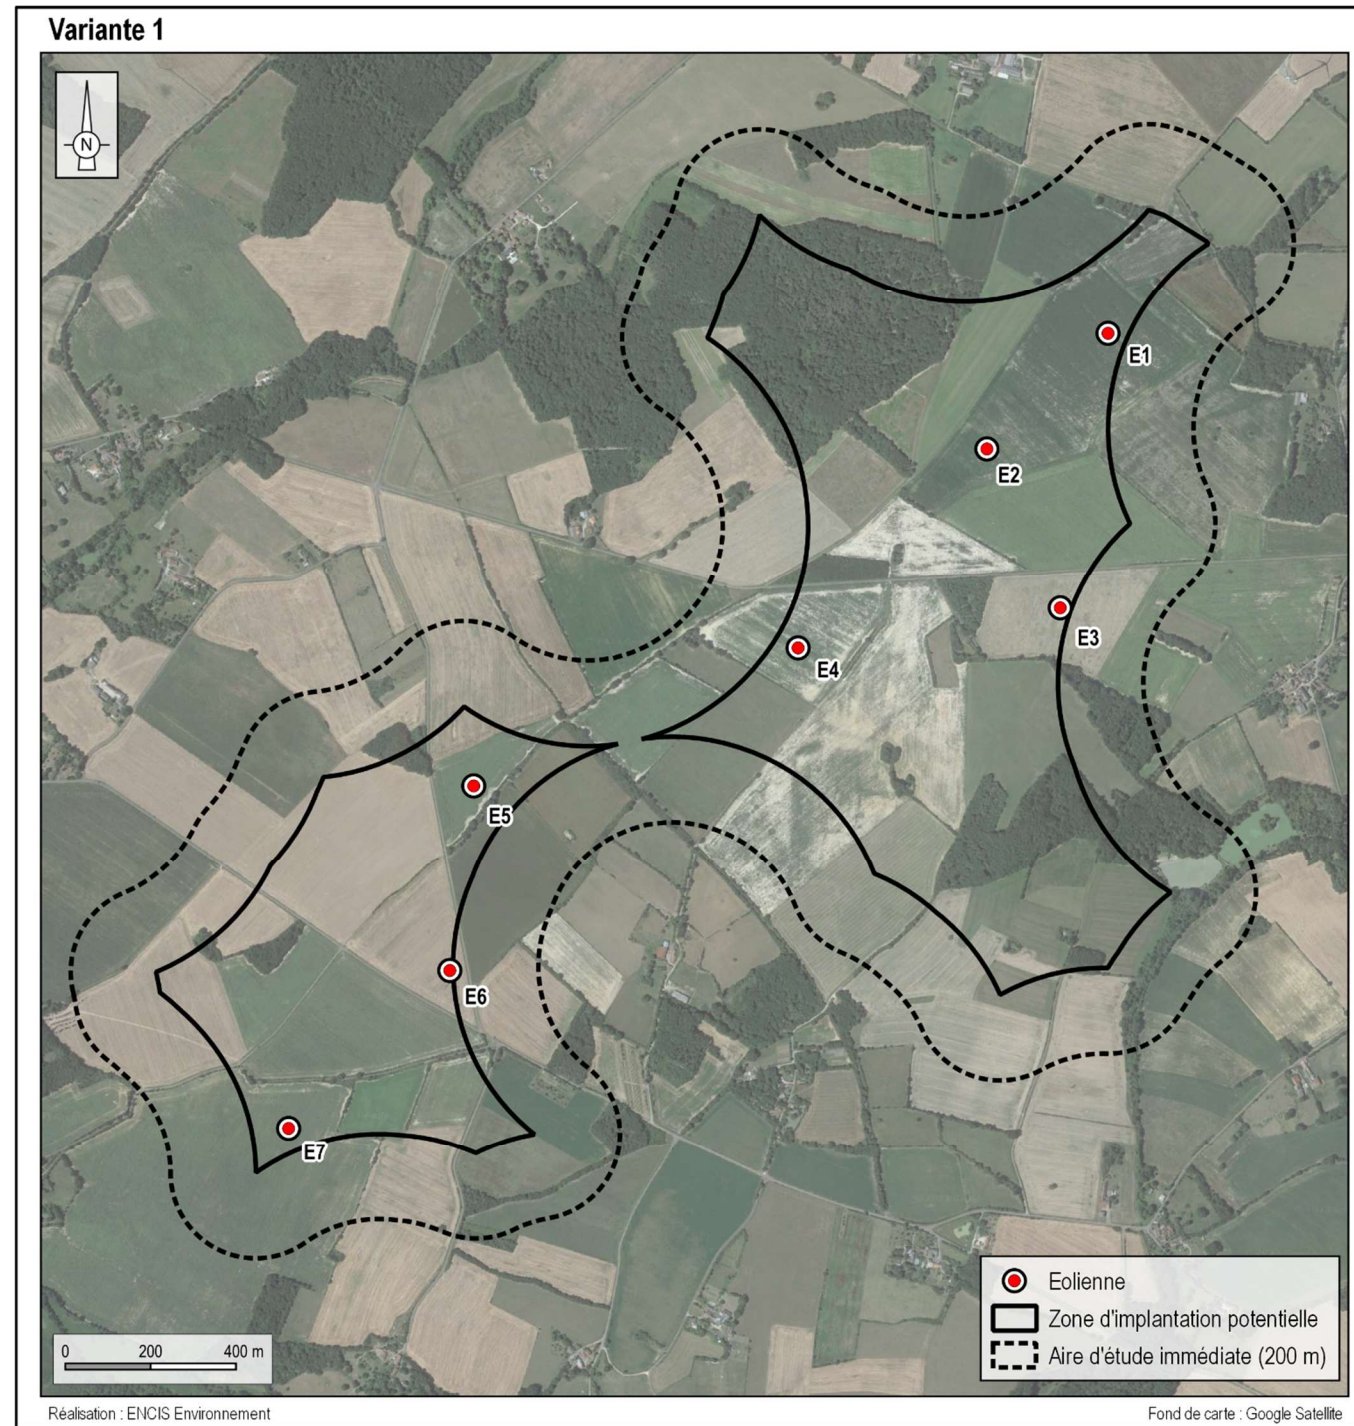 Variante 1
N
E1
E2
E3
E4
E5
E6
E7
Eolienne
Zone d'implantation potentielle
Aire d'étude immédiate (200 m)
0 200 400 m
Réalisation : ENCIS Environnement
Fond de carte : Google Satellite